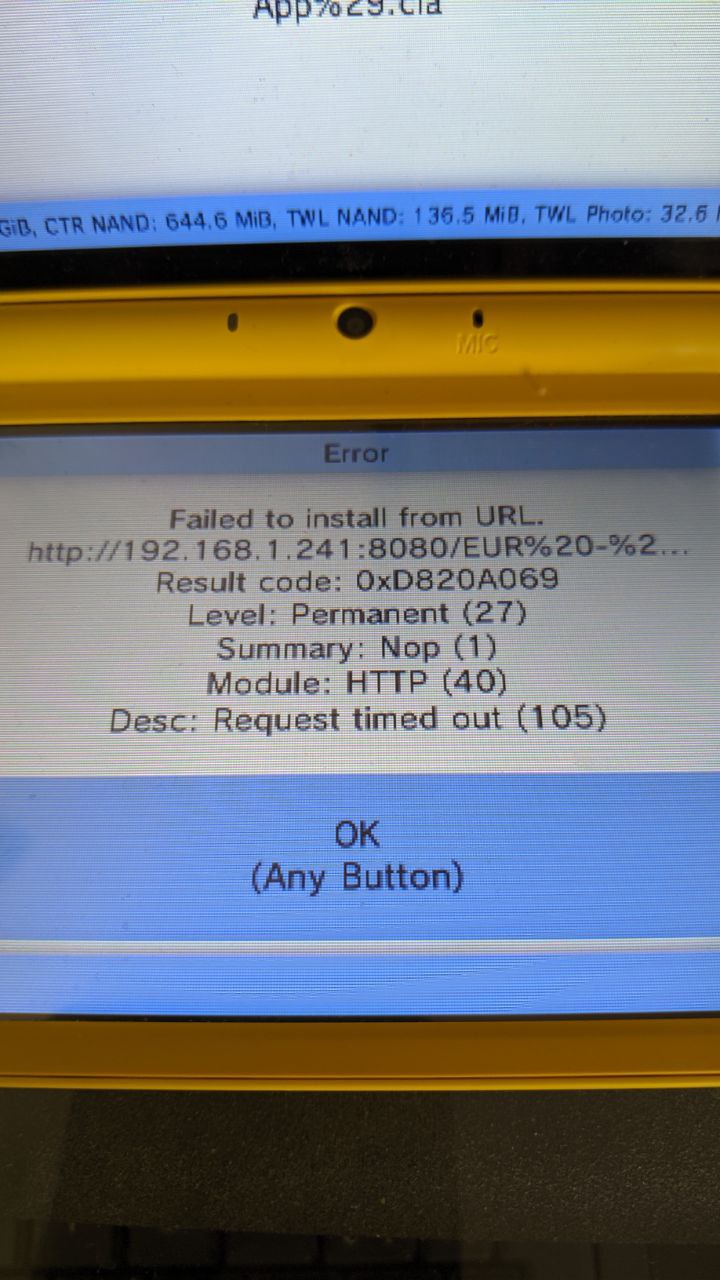 App%29.cia
GiB, CTR NAND: 644.6 MiB, TWL NAND: 136.5 MiB, TWL Photo: 32.6
MIC
Error
Failed to install from URL.
http://192.168.1.241:8080/EUR%20-%2...
Result code: 0xD820A069
Level: Permanent (27)
Summary: Nop (1)
Module: HTTP (40)
Desc: Request timed out (105)
OK
(Any Button)